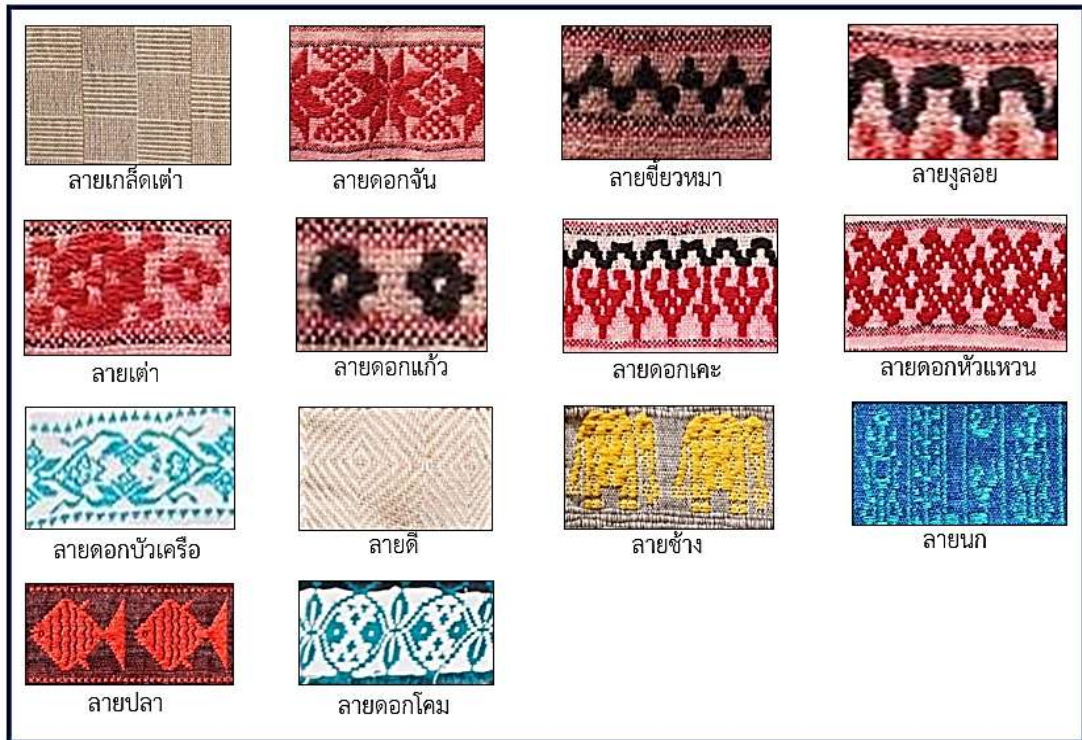 ลายเกล็ดเต่า
ลายดอกจัน
ลายขี้ยวหมา
ลายงูลอย
ลายเต่า
ลายดอกแก้ว
ลายดอกเคะ
ลายดอกหัวแหวน
ลายดอกบัวเครือ
ลายดี
ลายช้าง
ลายนก
ลายปลา
ลายดอกโคม